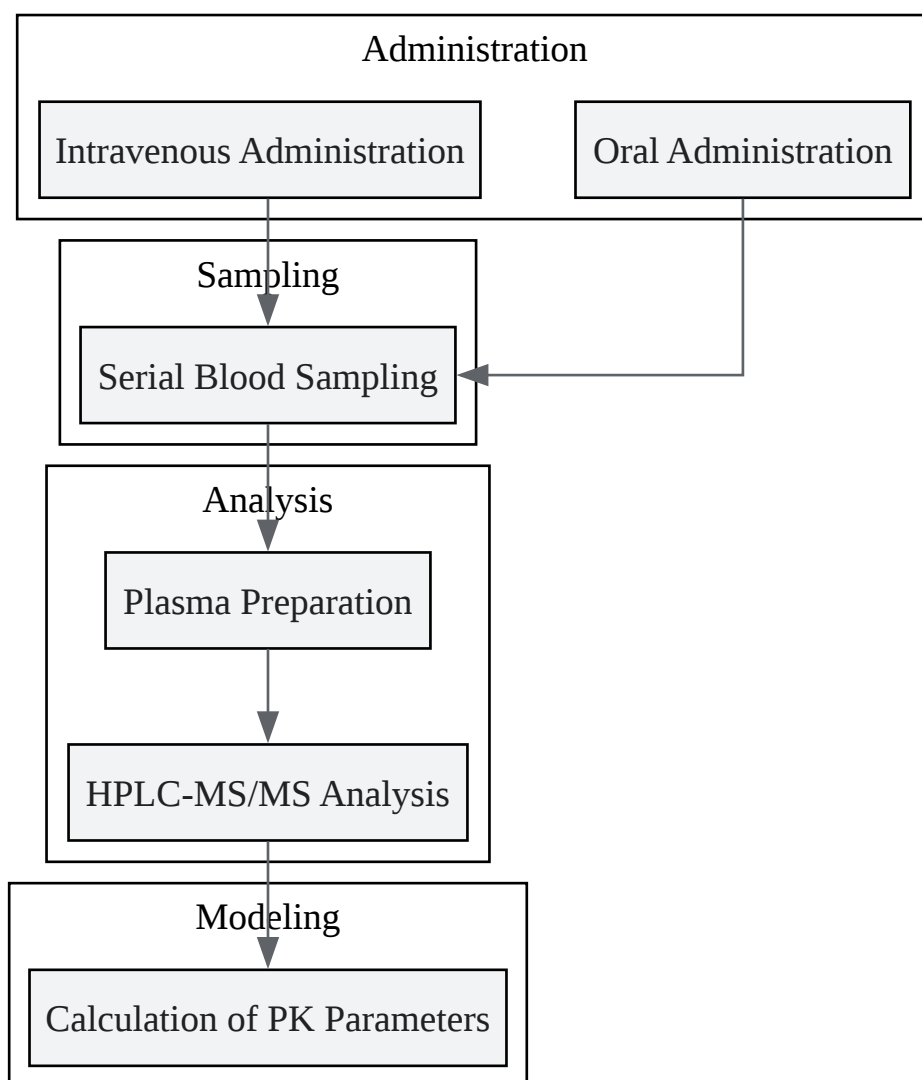 Administration
Intravenous Administration
Oral Administration
Sampling
Serial Blood Sampling
Analysis
Plasma Preparation
HPLC-MS/MS Analysis
Modeling
Calculation of PK Parameters